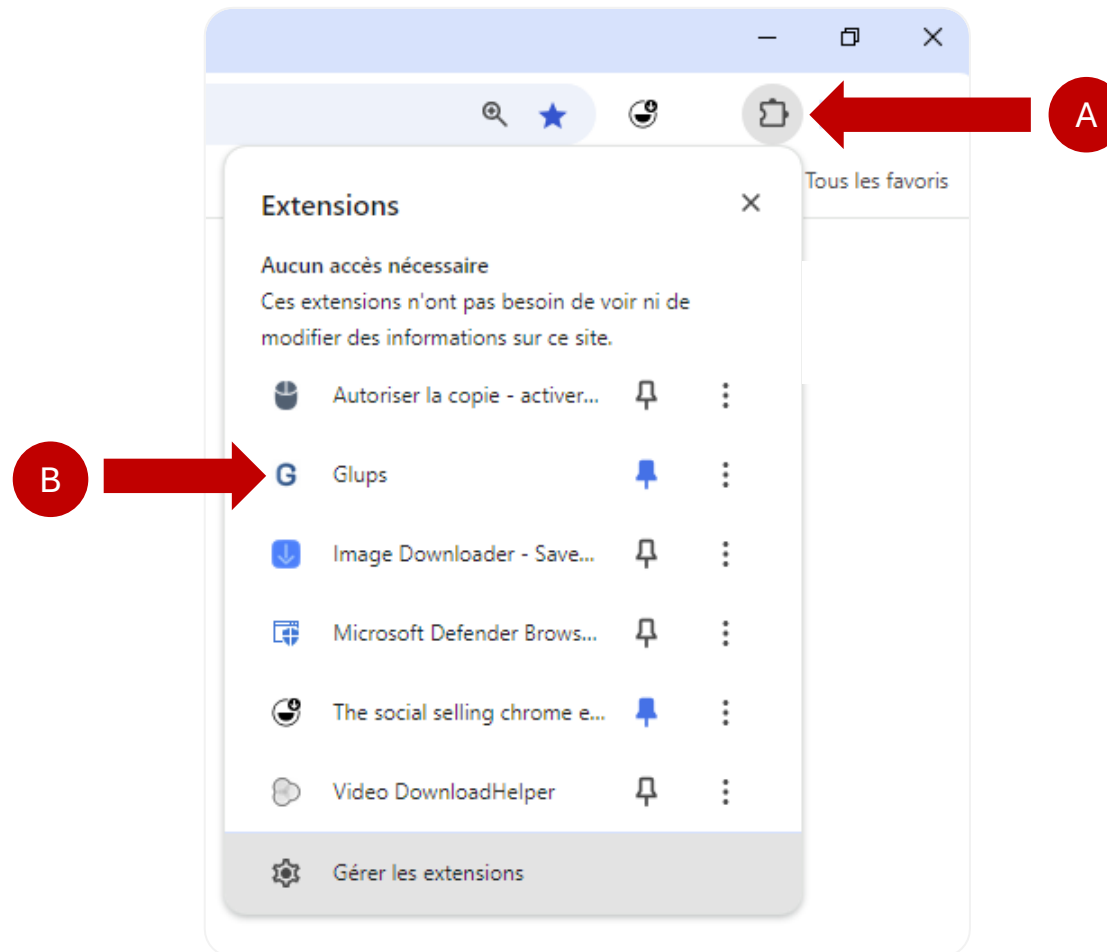 A
Tous les favoris
Extensions
Aucun accès nécessaire
Ces extensions n'ont pas besoin de voir ni de
modifier des informations sur ce site.
Autoriser la copie - activer...
B
G Glups
Image Downloader - Save...
Microsoft Defender Brows...
The social selling chrome e...
Video DownloadHelper
Gérer les extensions